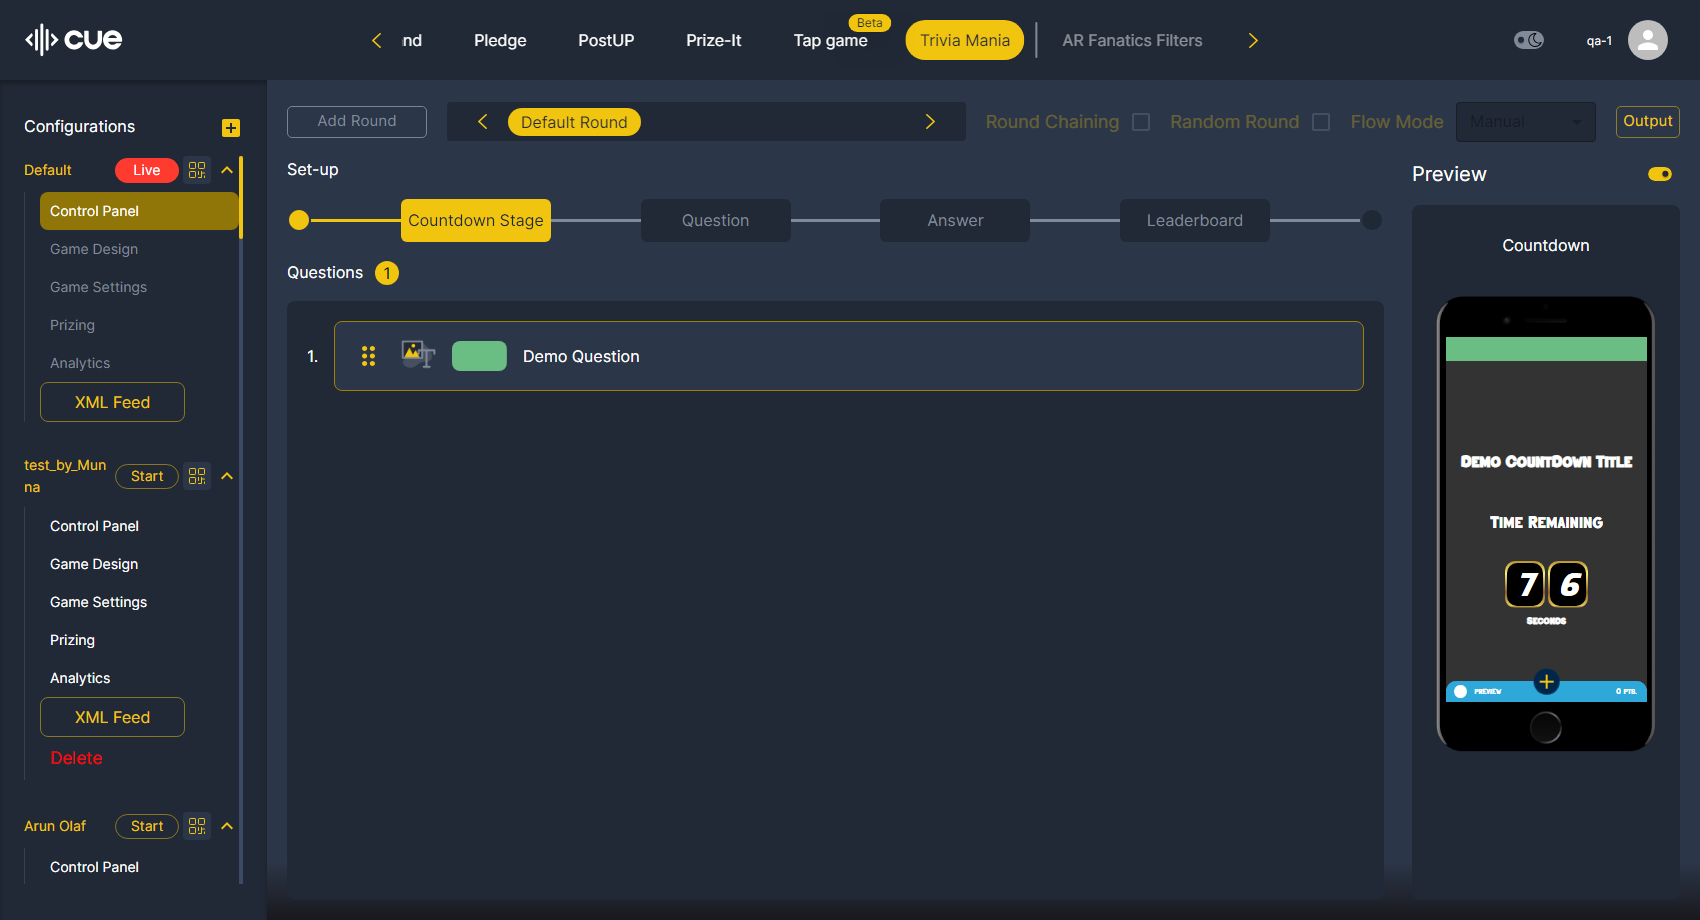 cue
nd
Pledge
PostUP
Prize-It
Tap game
Beta
Trivia Mania
AR Fanatics Filters
qa-1
Configurations
Default
Live
Control Panel
Game Design
Game Settings
Prizing
Analytics
XML Feed
test_by_Mun
na
Start
Control Panel
Game Design
Game Settings
Prizing
Analytics
XML Feed
Delete
Arun Olaf
Start
Control Panel
Add Round
Default Round
Round Chaining
Random Round
Flow Mode
Manual
Output
Set-up
Countdown Stage
Question
Answer
Leaderboard
Questions 1
1.
Demo Question
Preview
Countdown
Demo CountDown Title
Time Remaining
7 6
Seconds
PREVIEW
0 PTS.